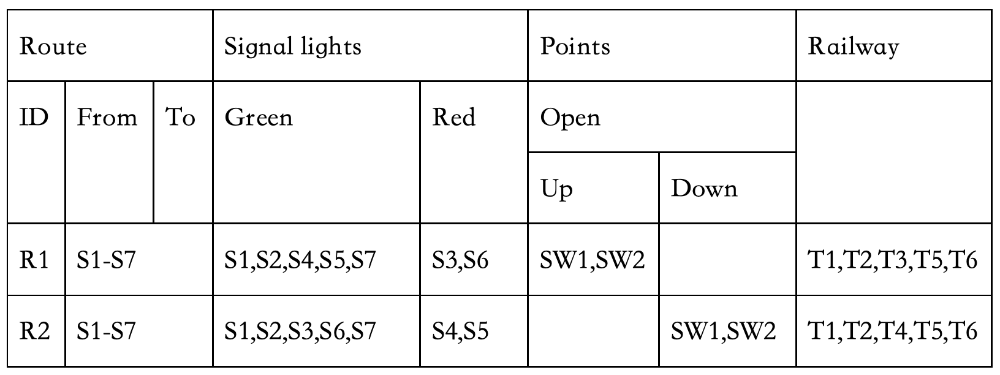 Route Signal lights Points Railway
ID From To Green Red Open
Up Down
R1 S1-S7 S1,S2,S4,S5,S7 S3,S6 SW1,SW2 T1,T2,T3,T5,T6
R2 S1-S7 S1,S2,S3,S6,S7 S4,S5 SW1,SW2 T1,T2,T4,T5,T6